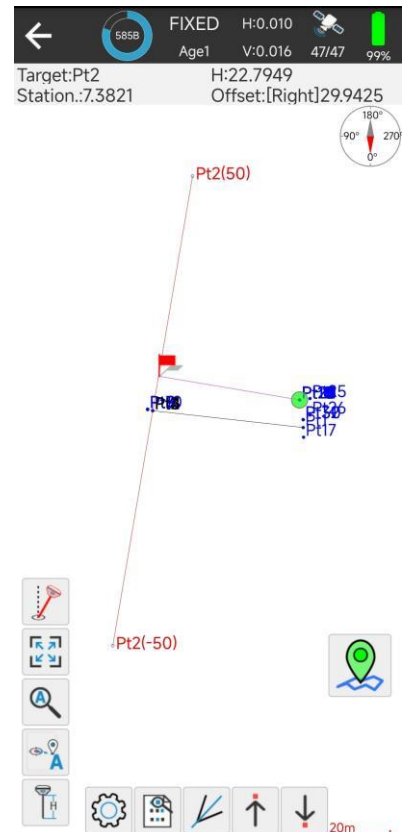 585B
FIXED H:0.010
Age1 V:0.016 47/47 99%
Target:Pt2 H:22.7949
Station.:7.3821 Offset:[Right]29.9425
180°
90° 270°
0°
Pt2(50)
Pt17
Pt2(-50)
A
A
H
20m